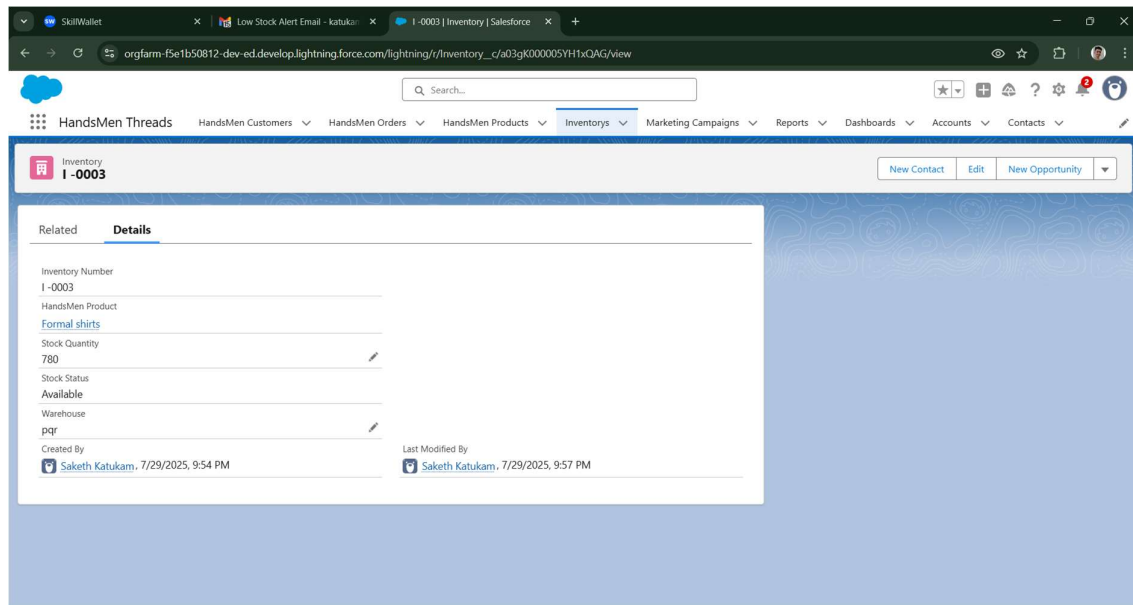 SkillWallet
Low Stock Alert Email - katukan
I -0003 | Inventory | Salesforce
orgfarm-f5e1b50812-dev-ed.develop.lightning.force.com/lightning/r/Inventory__c/a03gK000005YH1xQAG/view
Search...
2
HandsMen Threads HandsMen Customers HandsMen Orders HandsMen Products Inventorys Marketing Campaigns Reports Dashboards Accounts Contacts
Inventory
I -0003
New Contact Edit New Opportunity
Related Details
Inventory Number
I -0003
HandsMen Product
Formal shirts
Stock Quantity
780
Stock Status
Available
Warehouse
pqr
Created By Last Modified By
Saketh Katukam, 7/29/2025, 9:54 PM Saketh Katukam, 7/29/2025, 9:57 PM